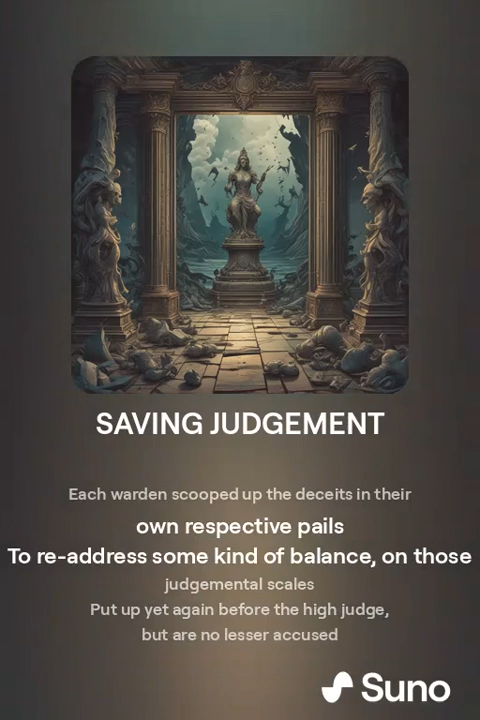 SAVING JUDGEMENT
Each warden scooped up the deceits in their
own respective pails
To re-address some kind of balance, on those
judgemental scales
Put up yet again before the high judge,
but are no lesser accused
Suno